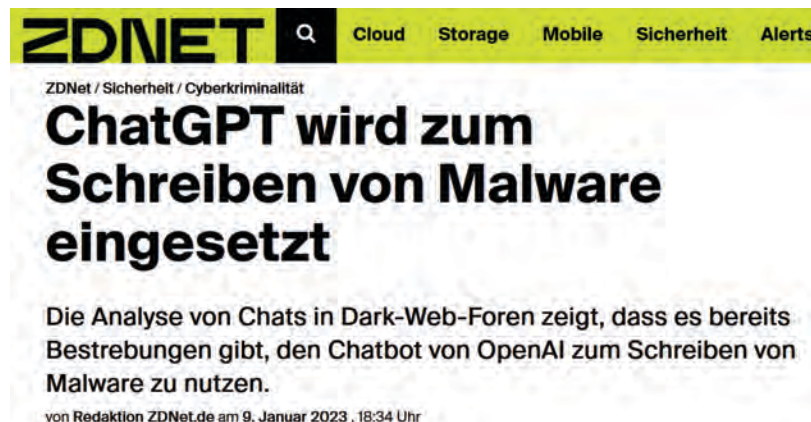 ZDNET Cloud Storage Mobile Sicherheit Alerts
ZDNet / Sicherheit / Cyberkriminalität
ChatGPT wird zum
Schreiben von Malware
eingesetzt
Die Analyse von Chats in Dark-Web-Foren zeigt, dass es bereits
Bestrebungen gibt, den Chatbot von OpenAI zum Schreiben von
Malware zu nutzen.
von Redaktion ZDNet.de am 9. Januar 2023 , 18:34 Uhr